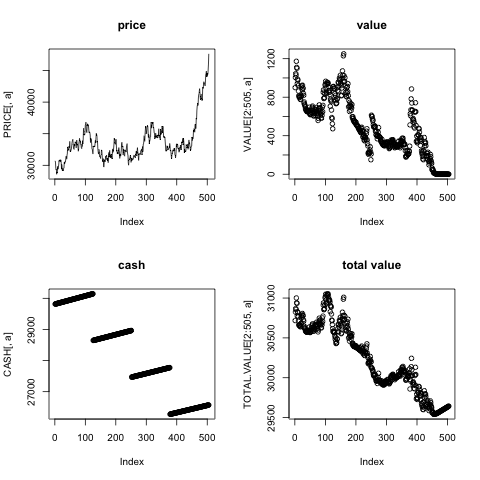 price
PRICE[, a]
30000
40000
0 100 200 300 400 500
Index
value
VALUE[2:505, a]
0
400
800
1200
0 100 200 300 400 500
Index
cash
CASH[, a]
27000
29000
0 100 200 300 400 500
Index
total value
TOTAL.VALUE[2:505, a]
29500
30000
30500
31000
0 100 200 300 400 500
Index